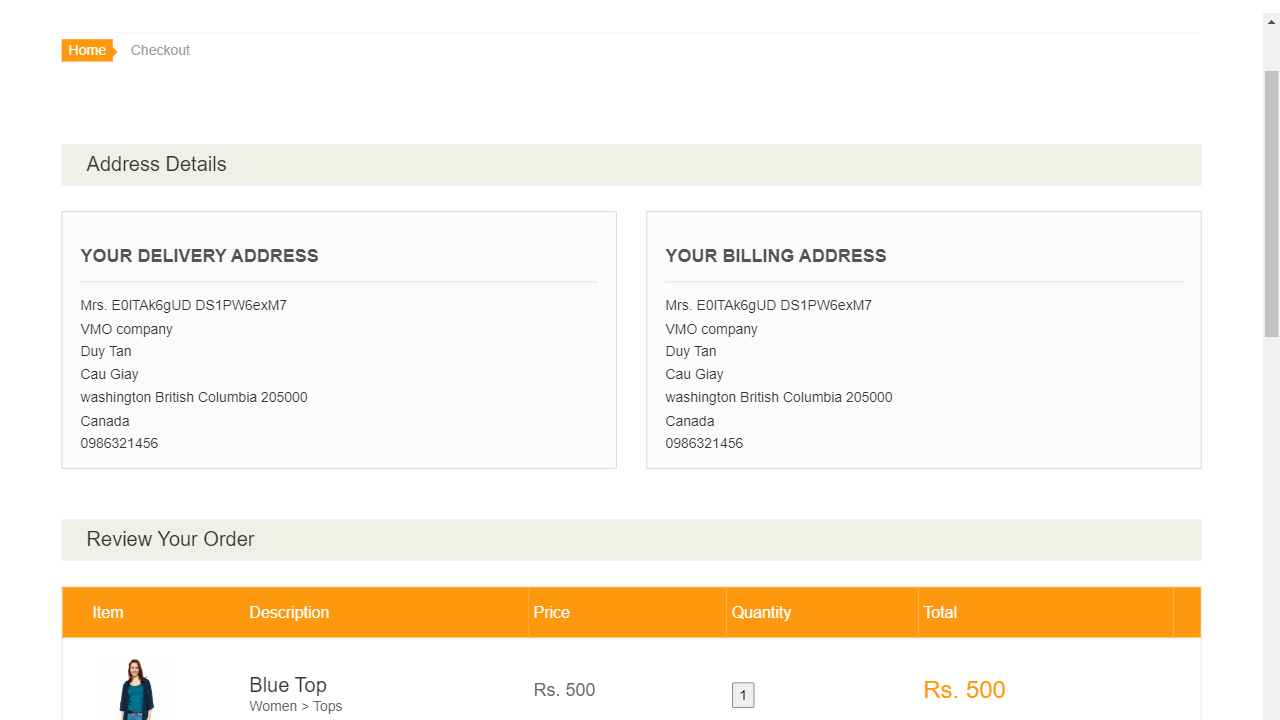 Home Checkout
Address Details
YOUR DELIVERY ADDRESS
Mrs. E0ITAk6gUD DS1PW6exM7
VMO company
Duy Tan
Cau Giay
washington British Columbia 205000
Canada
0986321456
YOUR BILLING ADDRESS
Mrs. E0ITAk6gUD DS1PW6exM7
VMO company
Duy Tan
Cau Giay
washington British Columbia 205000
Canada
0986321456
Review Your Order
Item Description Price Quantity Total
Blue Top Rs. 500 1 Rs. 500
Women > Tops